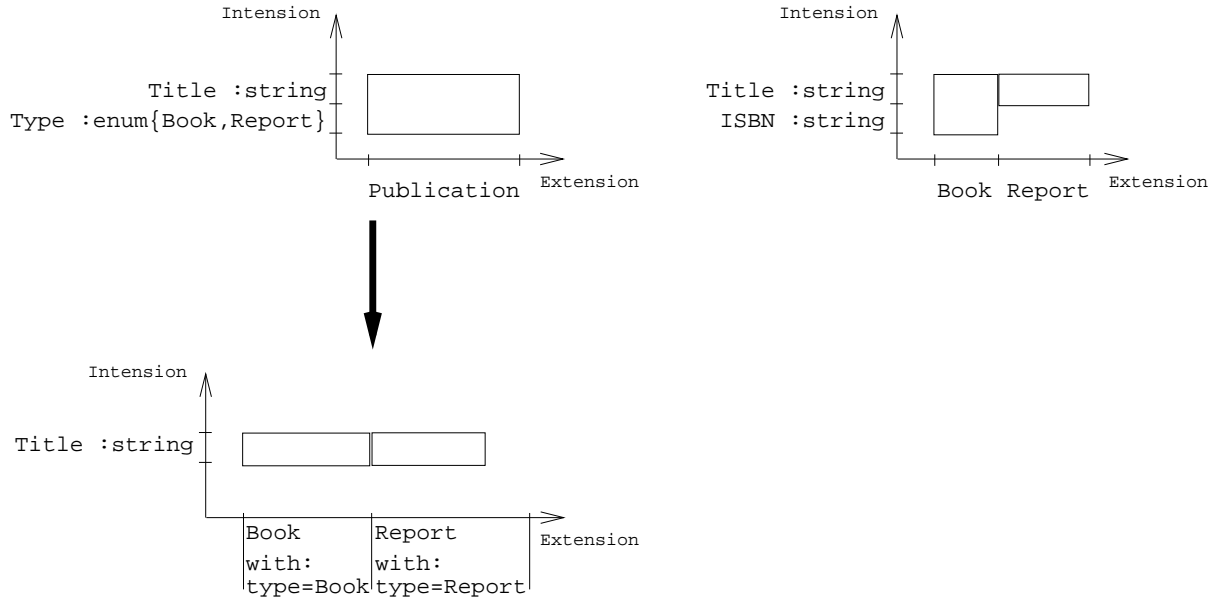 Intension
Title :string
Type :enum{Book,Report}
Publication
Extension
Intension
Title :string
ISBN :string
Book Report
Extension
Intension
Title :string
Book
with:
type=Book
Report
with:
type=Report
Extension